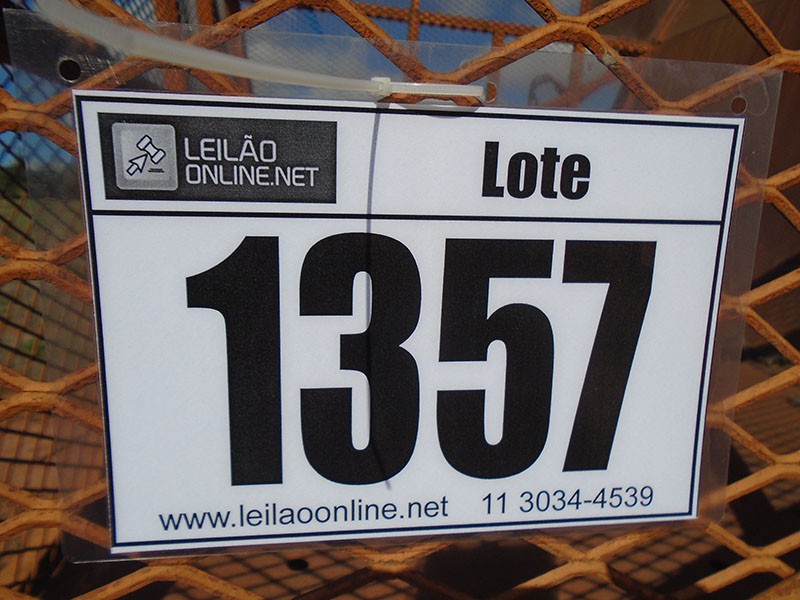 LEILÃO
ONLINE.NET
Lote
1357
www.leilaoonline.net 11 3034-4539